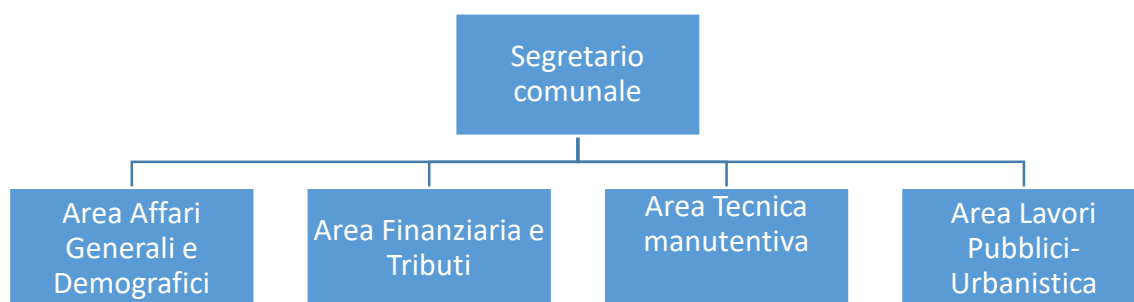 Segretario
comunale
Area Affari
Generali e
Demografici
Area Finanziaria e
Tributi
Area Tecnica
manutentiva
Area Lavori
Pubblici-
Urbanistica